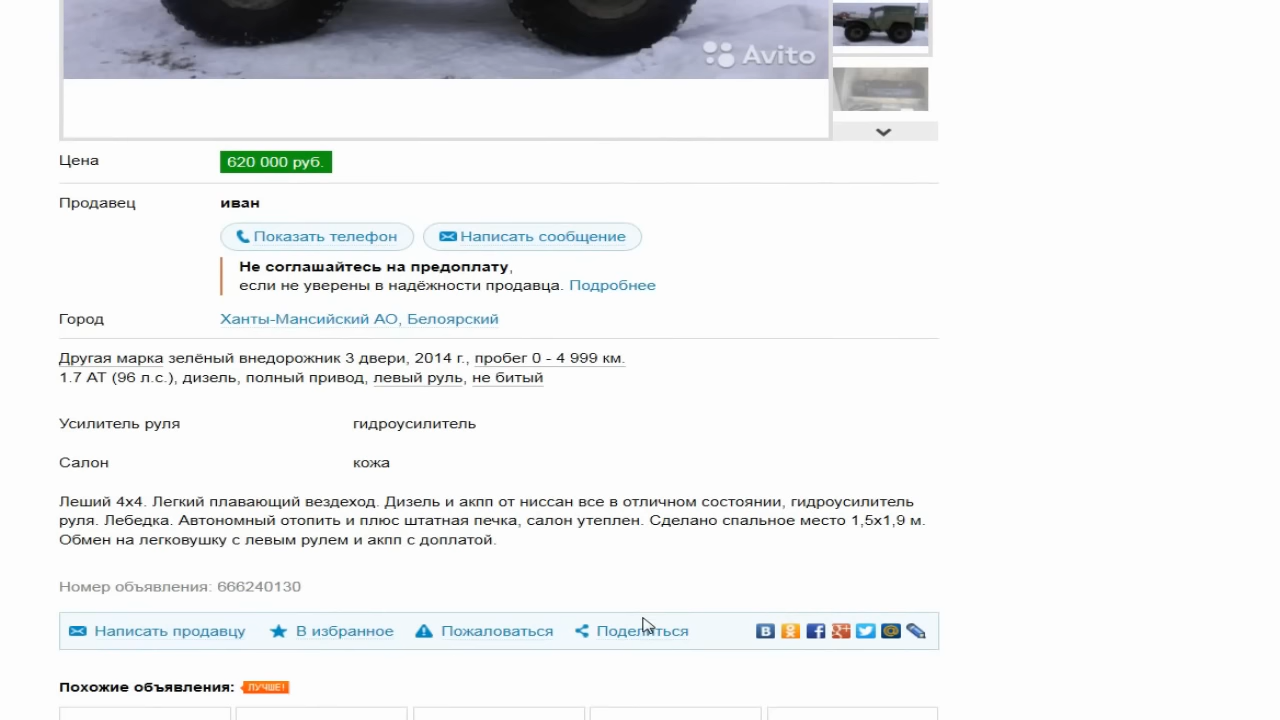 Avito
Цена
620 000 руб.
Продавец
иван
Показать телефон
Написать сообщение
Не соглашайтесь на предоплату,
если не уверены в надёжности продавца. Подробнее
Город
Ханты-Мансийский АО, Белоярский
Другая марка зелёный внедорожник 3 двери, 2014 г., пробег 0 - 4 999 км.
1.7 AT (96 л.с.), дизель, полный привод, левый руль, не битый
Усилитель руля
гидроусилитель
Салон
кожа
Леший 4х4. Легкий плавающий вездеход. Дизель и акпп от ниссан все в отличном состоянии, гидроусилитель
руля. Лебедка. Автономный отопить и плюс штатная печка, салон утеплен. Сделано спальное место 1,5х1,9 м.
Обмен на легковушку с левым рулем и акпп с доплатой.
Номер объявления: 666240130
Написать продавцу
В избранное
Пожаловаться
Поделиться
Похожие объявления:
ЛУЧШЕ!